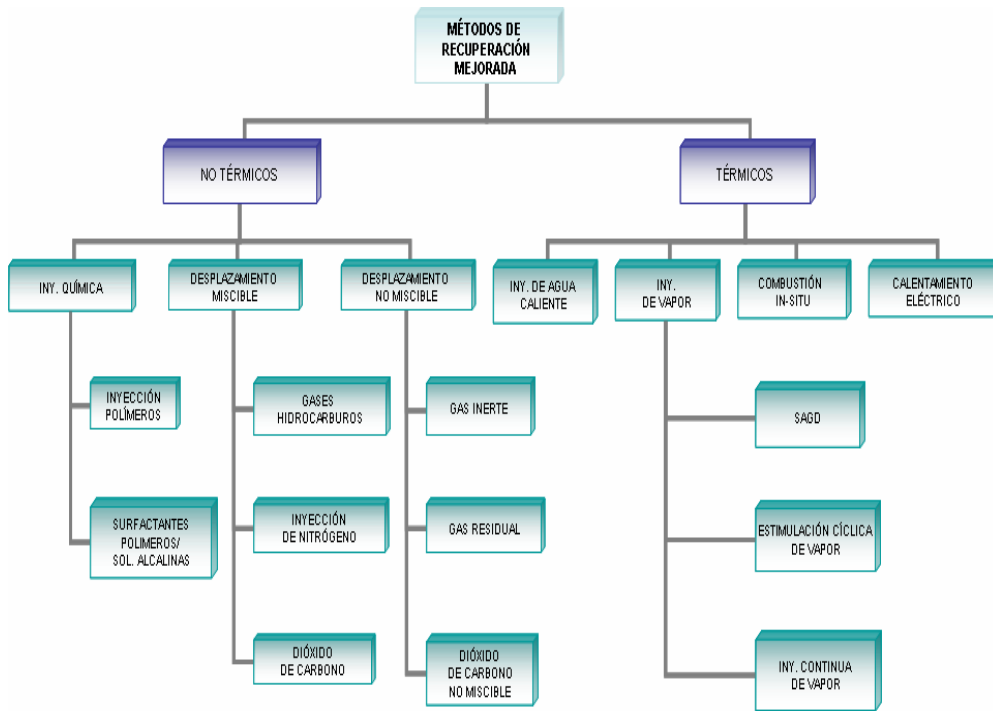 MÉTODOS DE
RECUPERACIÓN
MEJORADA
NO TÉRMICOS
TÉRMICOS
INY. QUÍMICA
DESPLAZAMIENTO
MISCIBLE
DESPLAZAMIENTO
NO MISCIBLE
INY. DE AGUA
CALIENTE
INY.
DE VAPOR
COMBUSTIÓN
IN-SITU
CALENTAMIENTO
ELÉCTRICO
INYECCIÓN
POLÍMEROS
GASES
HIDROCARBUROS
GAS INERTE
SAGD
SURFACTANTES
POLIMEROS/
SOL. ALCALINAS
INYECCIÓN
DE NITRÓGENO
GAS RESIDUAL
ESTIMULACIÓN CÍCLICA
DE VAPOR
DIÓXIDO
DE CARBONO
DIÓXIDO
DE CARBONO
NO MISCIBLE
INY. CONTINUA
DE VAPOR